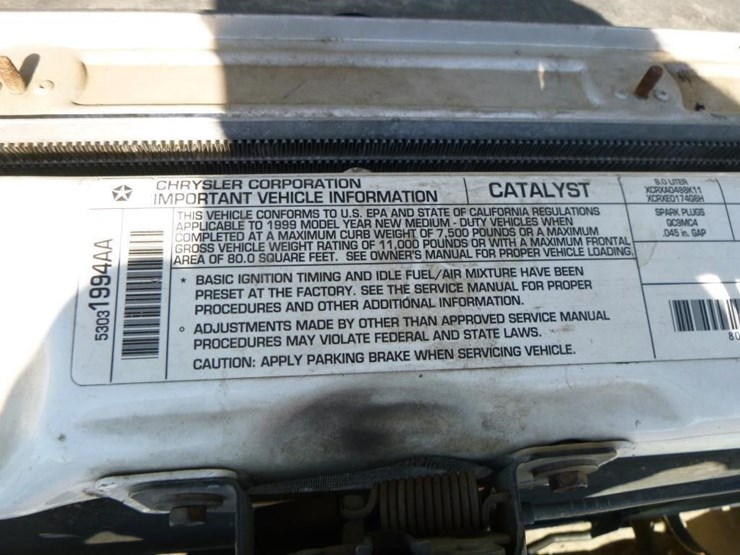 CHRYSLER CORPORATION
IMPORTANT VEHICLE INFORMATION
CATALYST
8.0 LITER
XCRXA0488K11
XCRXE0174G6H
THIS VEHICLE CONFORMS TO U.S. EPA AND STATE OF CALIFORNIA REGULATIONS
APPLICABLE TO 1999 MODEL YEAR NEW MEDIUM - DUTY VEHICLES WHEN
COMPLETED AT A MAXIMUM CURB WEIGHT OF 7,500 POUNDS OR A MAXIMUM
GROSS VEHICLE WEIGHT RATING OF 11,000 POUNDS OR WITH A MAXIMUM FRONTAL
AREA OF 80.0 SQUARE FEET. SEE OWNER'S MANUAL FOR PROPER VEHICLE LOADING.
SPARK PLUGS
QC9MC4
.045 in. GAP
* BASIC IGNITION TIMING AND IDLE FUEL/AIR MIXTURE HAVE BEEN
PRESET AT THE FACTORY. SEE THE SERVICE MANUAL FOR PROPER
PROCEDURES AND OTHER ADDITIONAL INFORMATION.
° ADJUSTMENTS MADE BY OTHER THAN APPROVED SERVICE MANUAL
PROCEDURES MAY VIOLATE FEDERAL AND STATE LAWS.
CAUTION: APPLY PARKING BRAKE WHEN SERVICING VEHICLE.
53031994AA
80